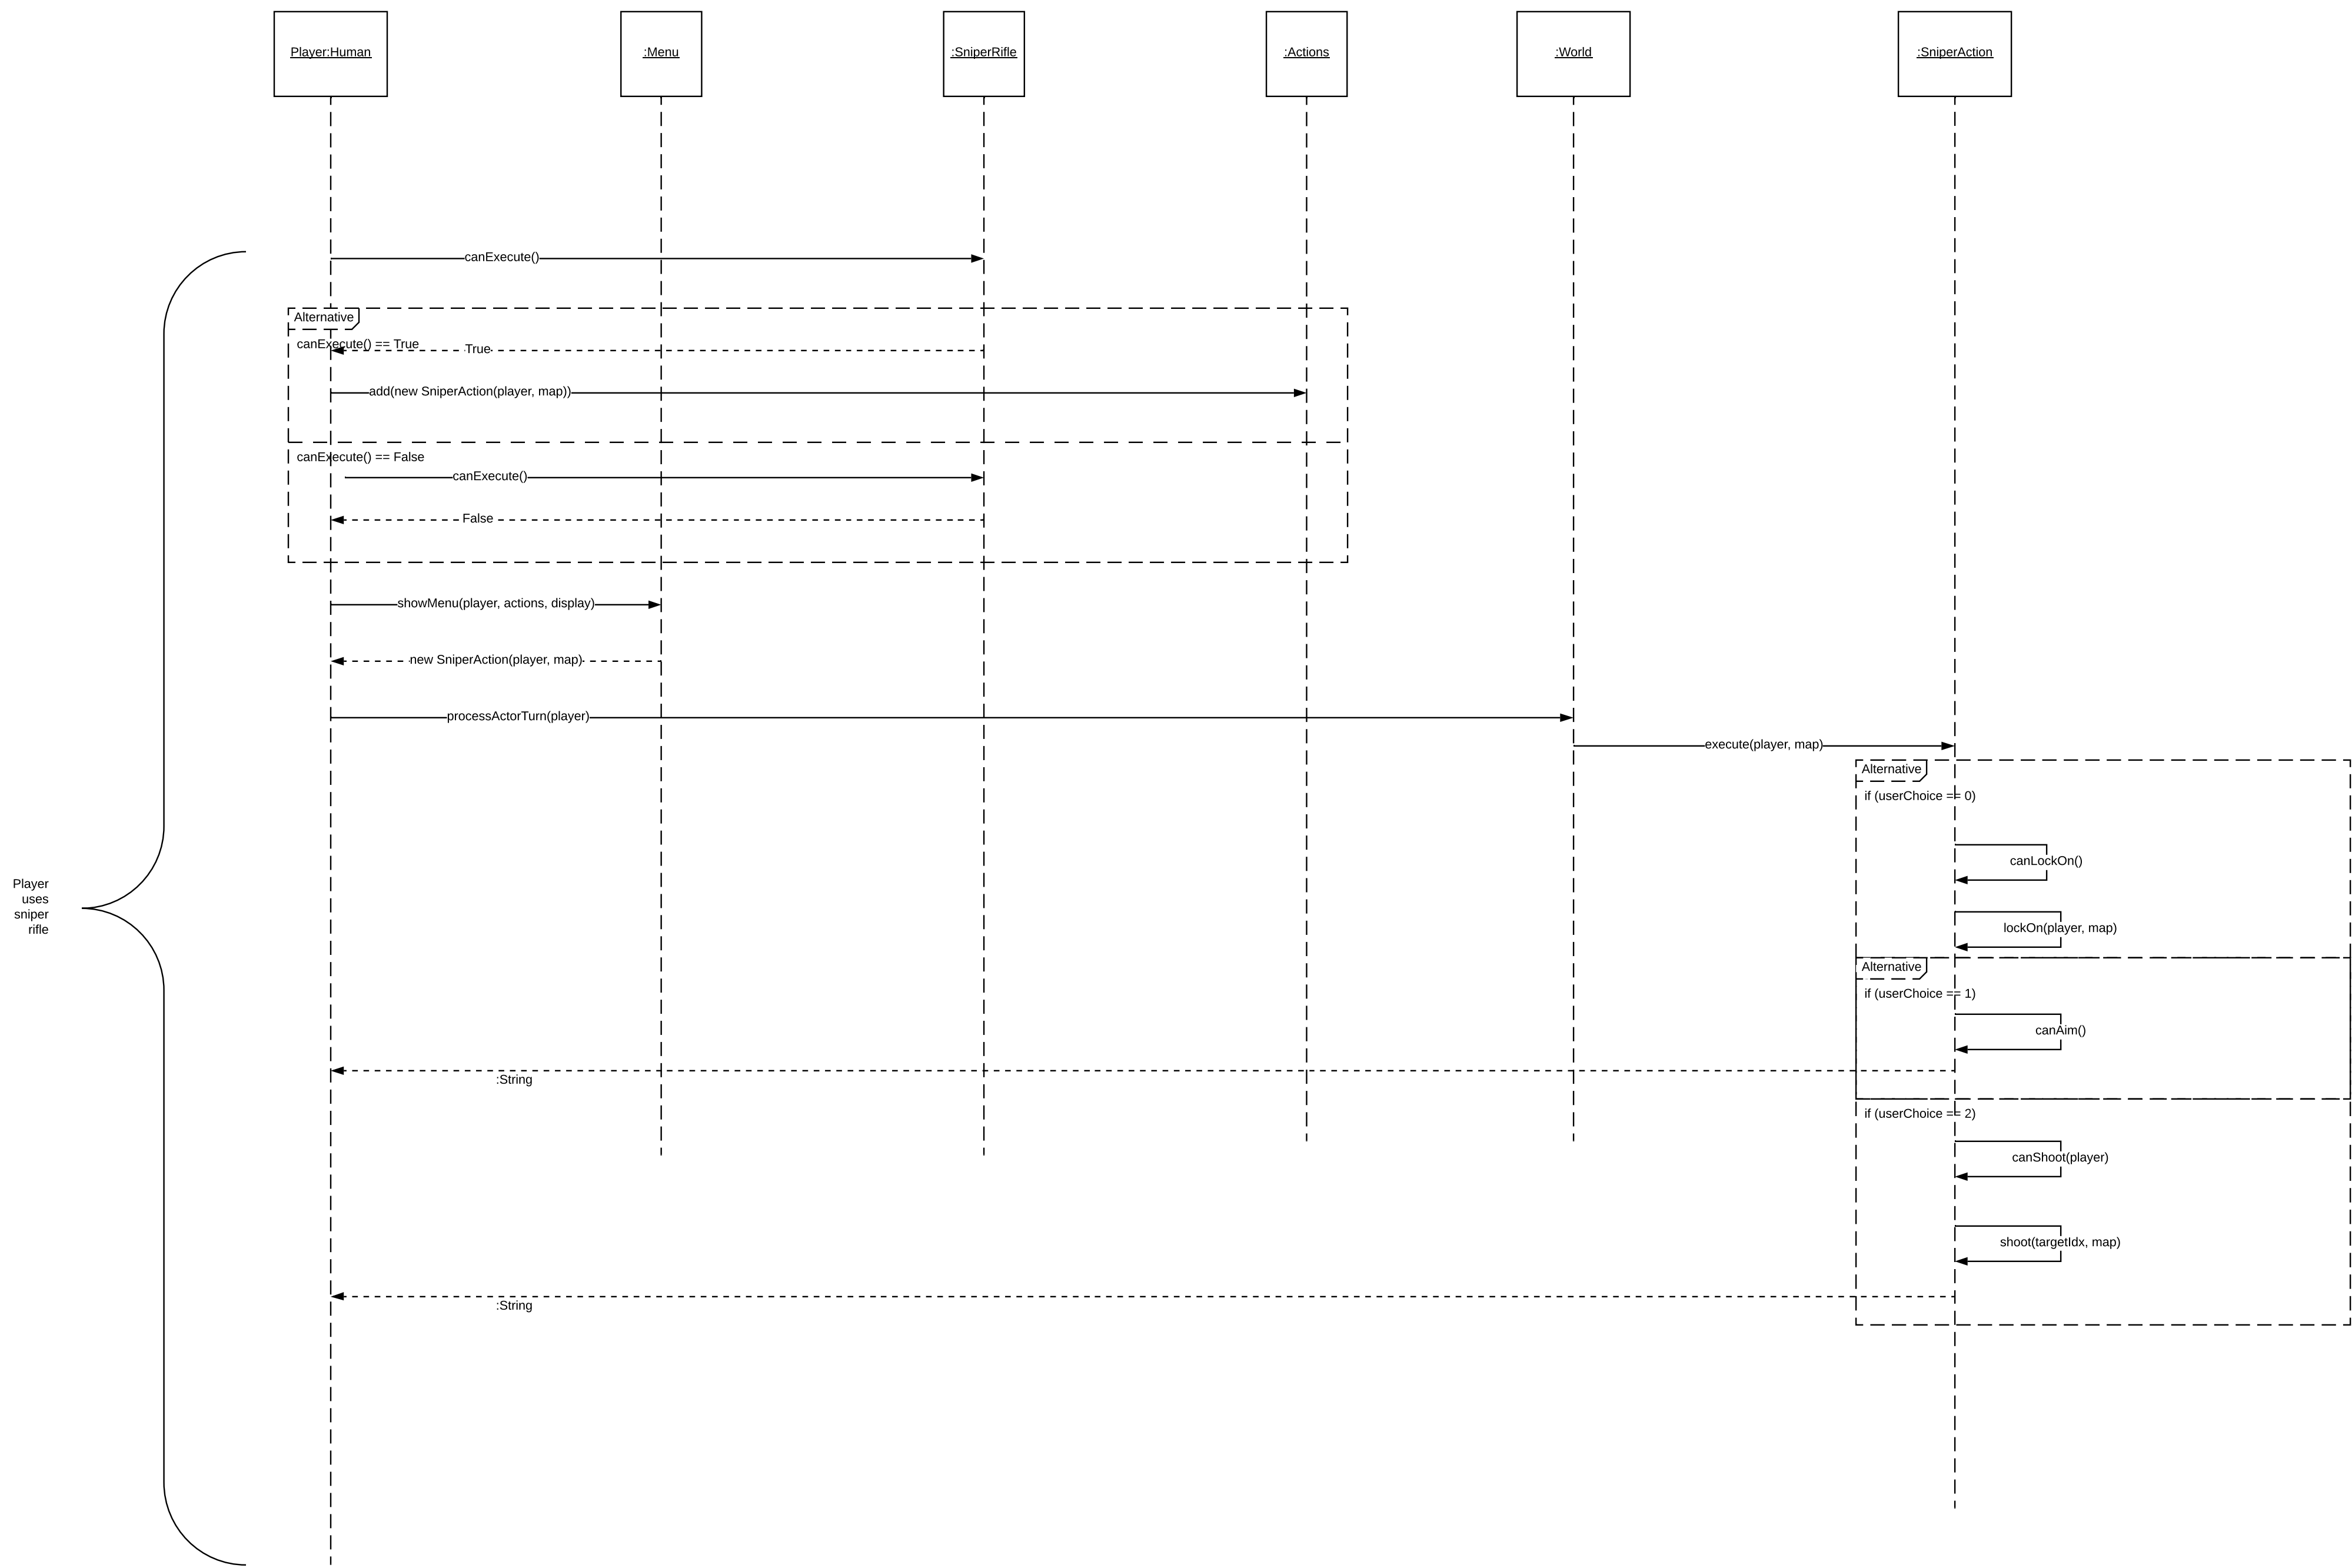 Player:Human
:Menu
:SniperRifle
:Actions
:World
:SniperAction
canExecute()
Alternative
canExecute() == True
True
add(new SniperAction(player, map))
canExecute() == False
canExecute()
False
showMenu(player, actions, display)
new SniperAction(player, map)
processActorTurn(player)
execute(player, map)
Alternative
if (userChoice == 0)
canLockOn()
Player
uses
sniper
rifle
lockOn(player, map)
Alternative
if (userChoice == 1)
canAim()
:String
if (userChoice == 2)
canShoot(player)
shoot(targetIdx, map)
:String